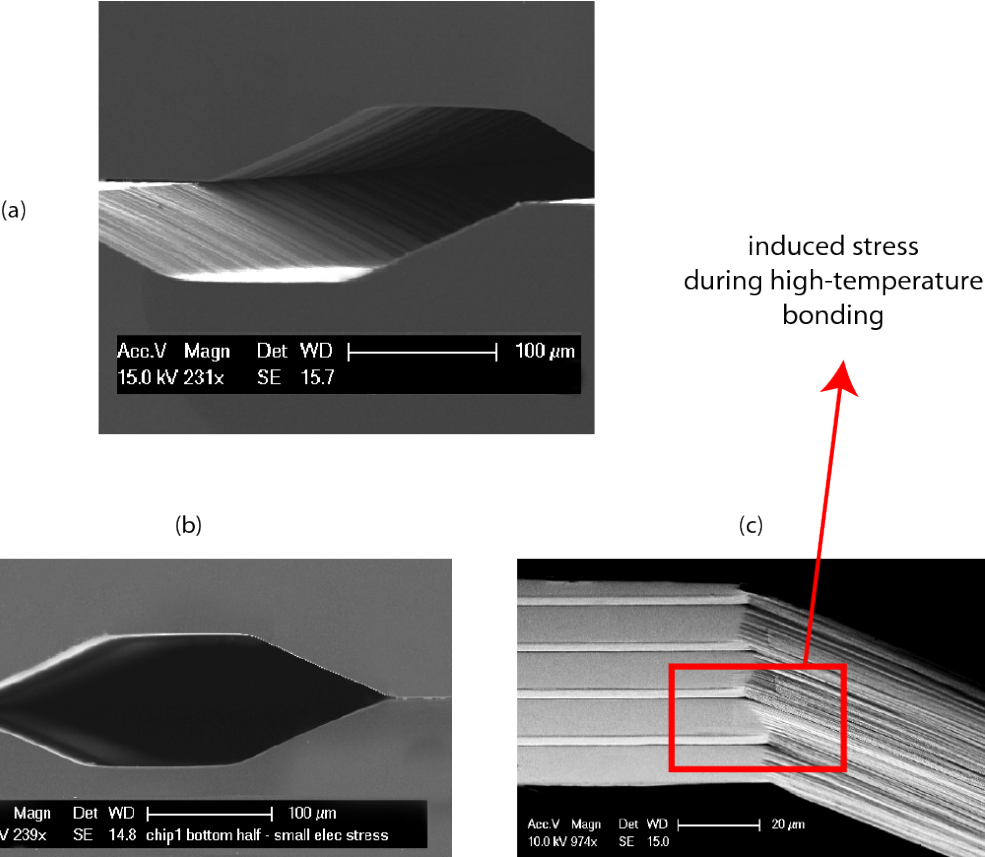 (a)
Acc.V Magn Det WD 100 µm
15.0 kV 231x SE 15.7
induced stress
during high-temperature
bonding
(b)
(c)
Magn Det WD 100 µm
V 239x SE 14.8 chip1 bottom half - small elec stress
Acc.V Magn Det WD 20 µm
10.0 kV 974x SE 15.0